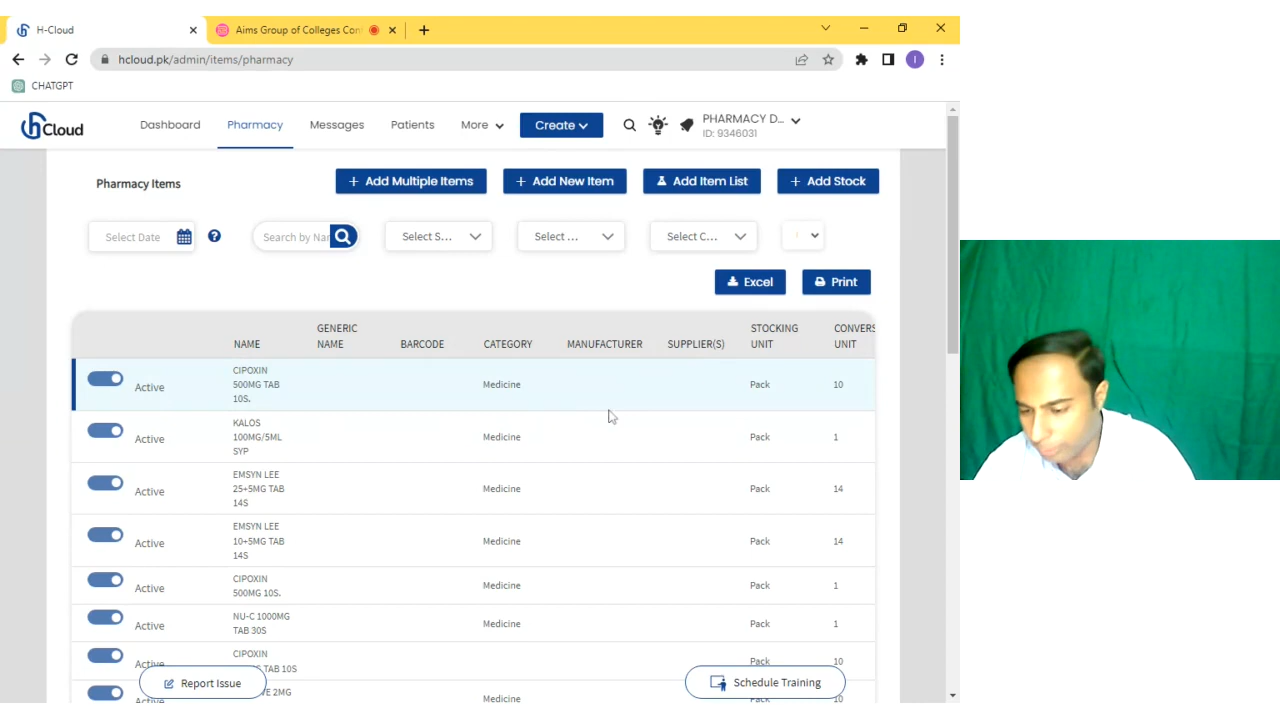 H-Cloud
Aims Group of Colleges Con
hcloud.pk/admin/items/pharmacy
I
CHATGPT
hCloud
Dashboard
Pharmacy
Messages
Patients
More
Create
PHARMACY D...
ID: 9346031
Pharmacy Items
+ Add Multiple Items
+ Add New Item
Add Item List
+ Add Stock
Select Date
?
Search by Nar
Select S...
Select ...
Select C...
Excel
Print
NAME
GENERIC
NAME
BARCODE
CATEGORY
MANUFACTURER
SUPPLIER(S)
STOCKING
UNIT
CONVERS
UNIT
Active
CIPOXIN
500MG TAB
10S.
Medicine
Pack
10
Active
KALOS
100MG/5ML
SYP
Medicine
Pack
1
Active
EMSYN LEE
25+5MG TAB
14S
Medicine
Pack
14
Active
EMSYN LEE
10+5MG TAB
14S
Medicine
Pack
14
Active
CIPOXIN
500MG 10S.
Medicine
Pack
1
Active
NU-C 1000MG
TAB 30S
Medicine
Pack
1
Active
CIPOXIN
TAB 10S
Pack
10
Active
VE 2MG
Medicine
Pack
10
Report Issue
Schedule Training